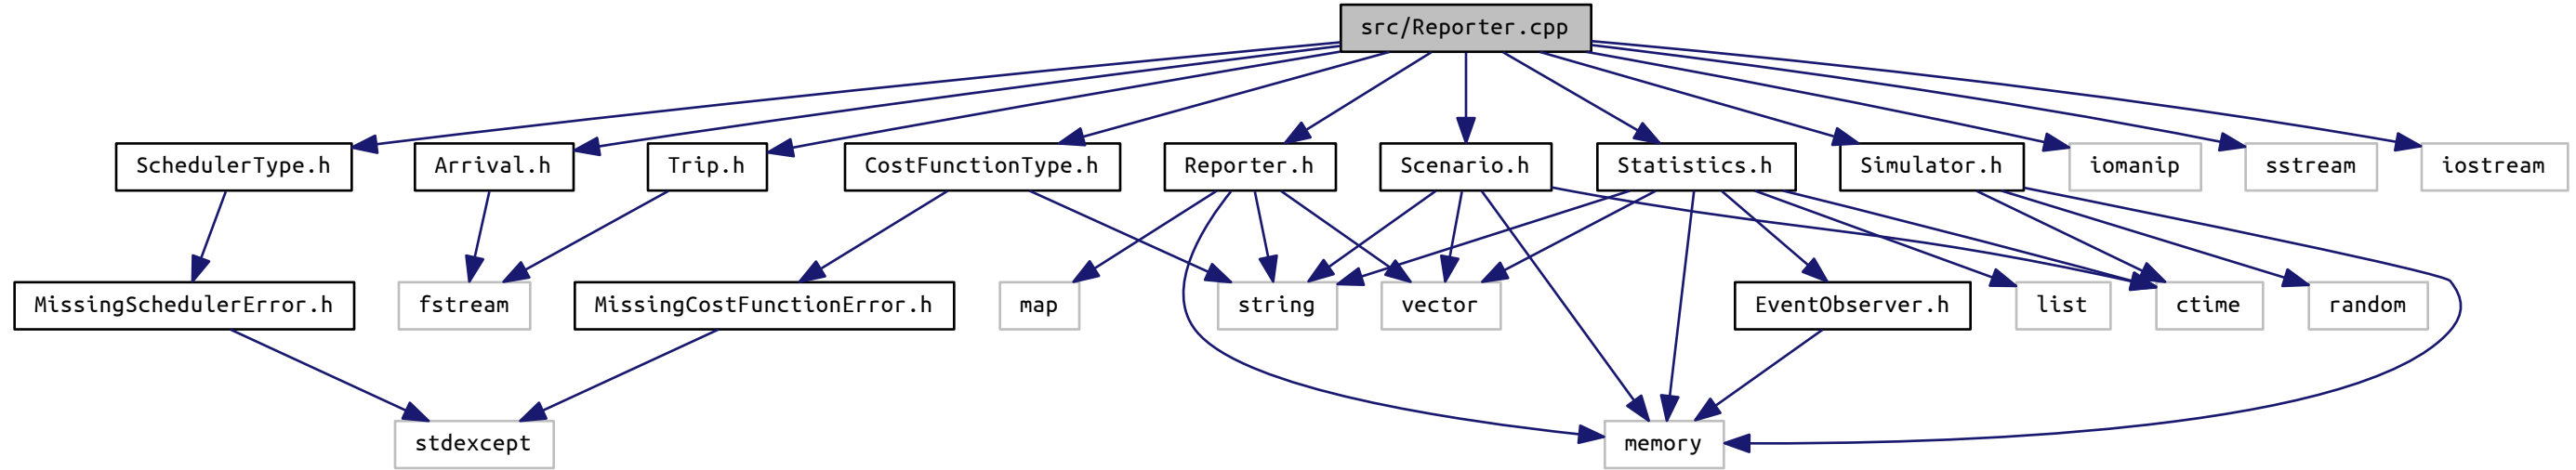 src/Reporter.cpp
SchedulerType.h
Arrival.h
Trip.h
CostFunctionType.h
Reporter.h
Scenario.h
Statistics.h
Simulator.h
iomanip
sstream
iostream
MissingSchedulerError.h
fstream
MissingCostFunctionError.h
map
string
vector
EventObserver.h
list
ctime
random
stdexcept
memory